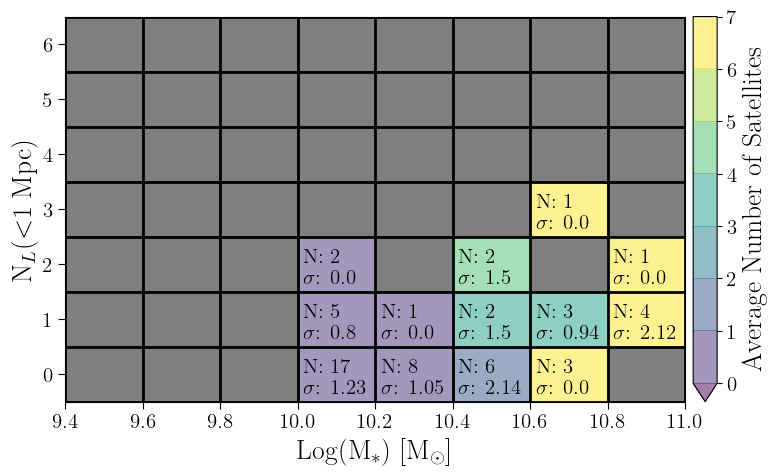 6
5
4
3
2
1
0
N_L(<1 Mpc)
N: 1
σ: 0.0
N: 2
σ: 0.0
N: 2
σ: 1.5
N: 1
σ: 0.0
N: 5
σ: 0.8
N: 1
σ: 0.0
N: 2
σ: 1.5
N: 3
σ: 0.94
N: 4
σ: 2.12
N: 17
σ: 1.23
N: 8
σ: 1.05
N: 6
σ: 2.14
N: 3
σ: 0.0
9.4 9.6 9.8 10.0 10.2 10.4 10.6 10.8 11.0
Log(M_*) [M_☉]
7
6
5
4
3
2
1
0
Average Number of Satellites